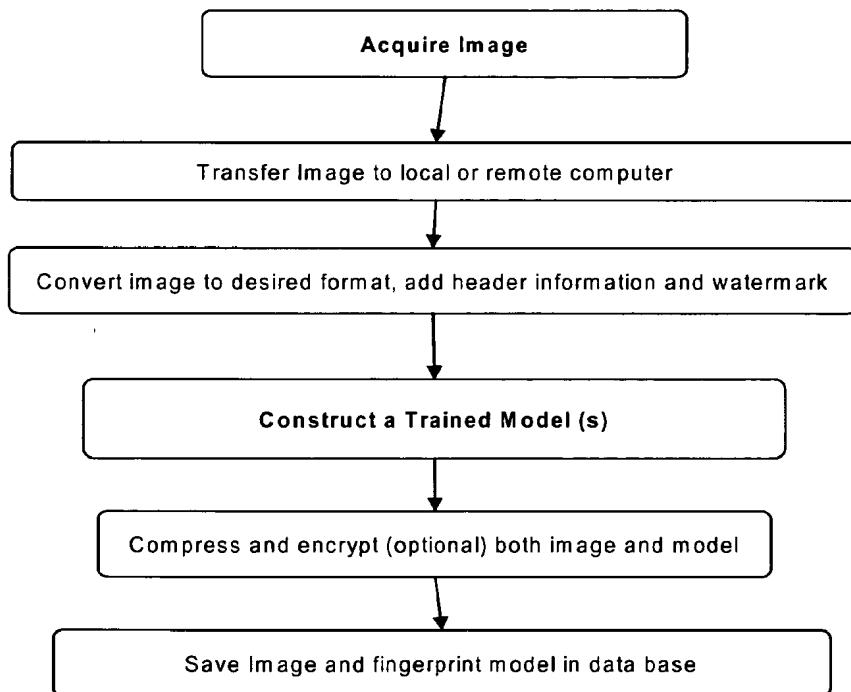 Acquire Image
Transfer Image to local or remote computer
Convert image to desired format, add header information and watermark
Construct a Trained Model (s)
Compress and encrypt (optional) both image and model
Save Image and fingerprint model in data base